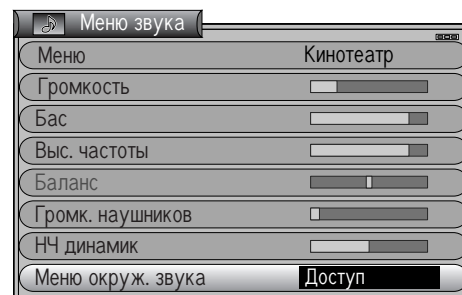 Меню звука
Меню Кинотеатр
Громкость
Бас
Выс. частоты
Баланс
Громк. наушников
НЧ динамик
Меню окруж. звука Доступ